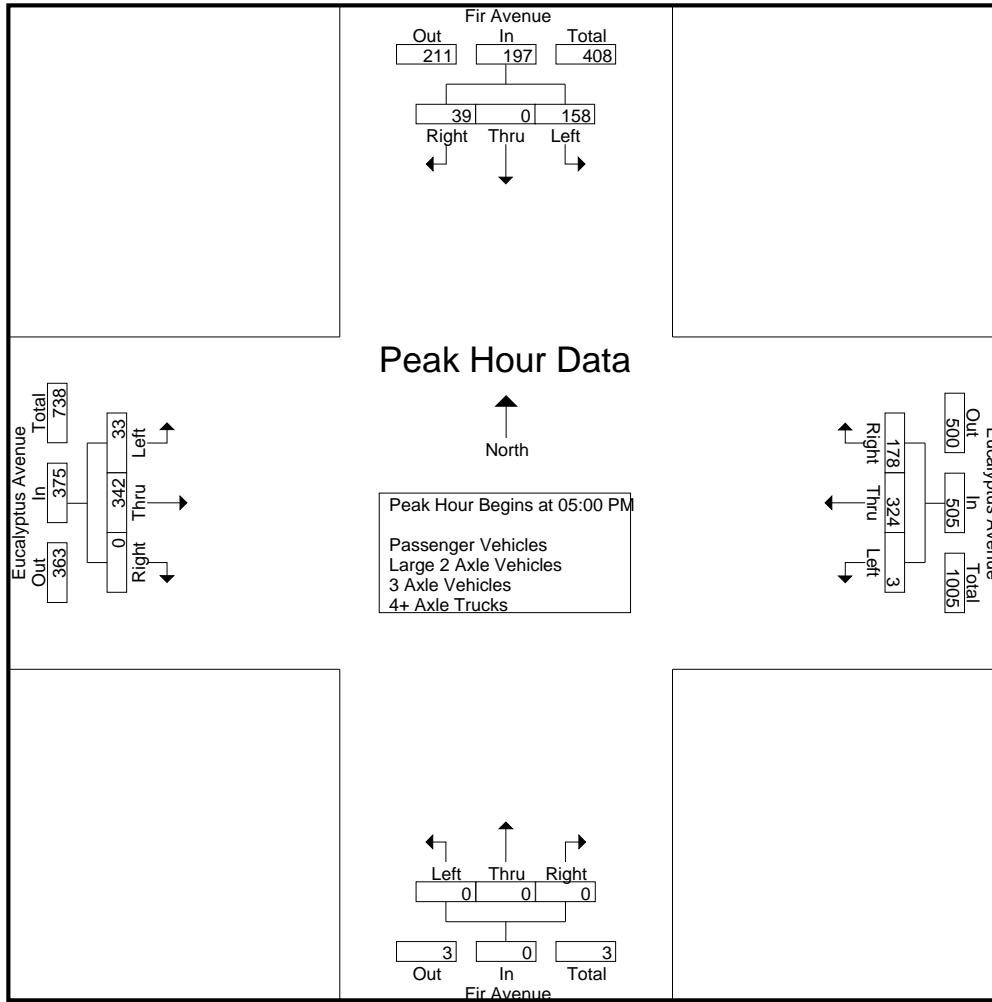 Fir Avenue
Out In Total
211 197 408
39 0 158
Right Thru Left
Peak Hour Data
North
Peak Hour Begins at 05:00 PM
Passenger Vehicles
Large 2 Axle Vehicles
3 Axle Vehicles
4+ Axle Trucks
Eucalyptus Avenue
Out In Total
363 375 738
Left Thru Right
33 342 0
Eucalyptus Avenue
Out In Total
500 505 1005
Right Thru Left
178 324 3
Left Thru Right
0 0 0
3 0 3
Out In Total
Fir Avenue